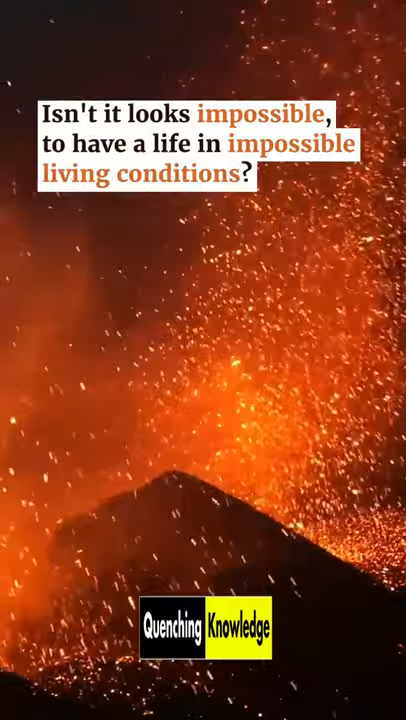 Isn't it looks impossible,
to have a life in impossible
living conditions?
Quenching Knowledge